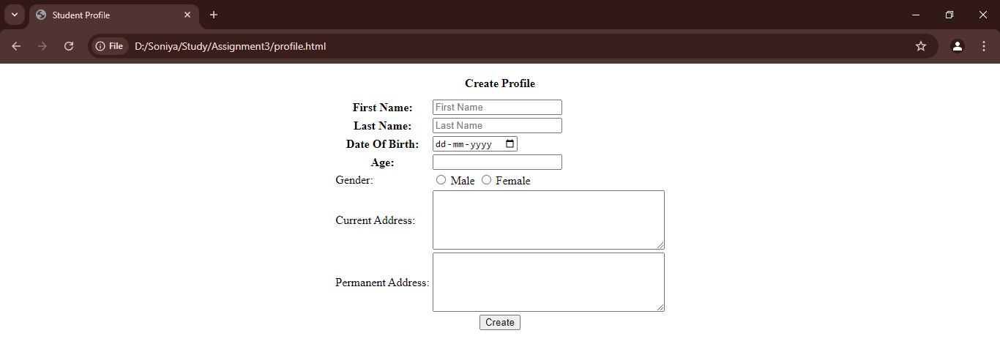 Student Profile
File D:/Soniya/Study/Assignment3/profile.html
Create Profile
First Name: First Name
Last Name: Last Name
Date Of Birth: dd-mm-yyyy
Age:
Gender: Male Female
Current Address:
Permanent Address:
Create